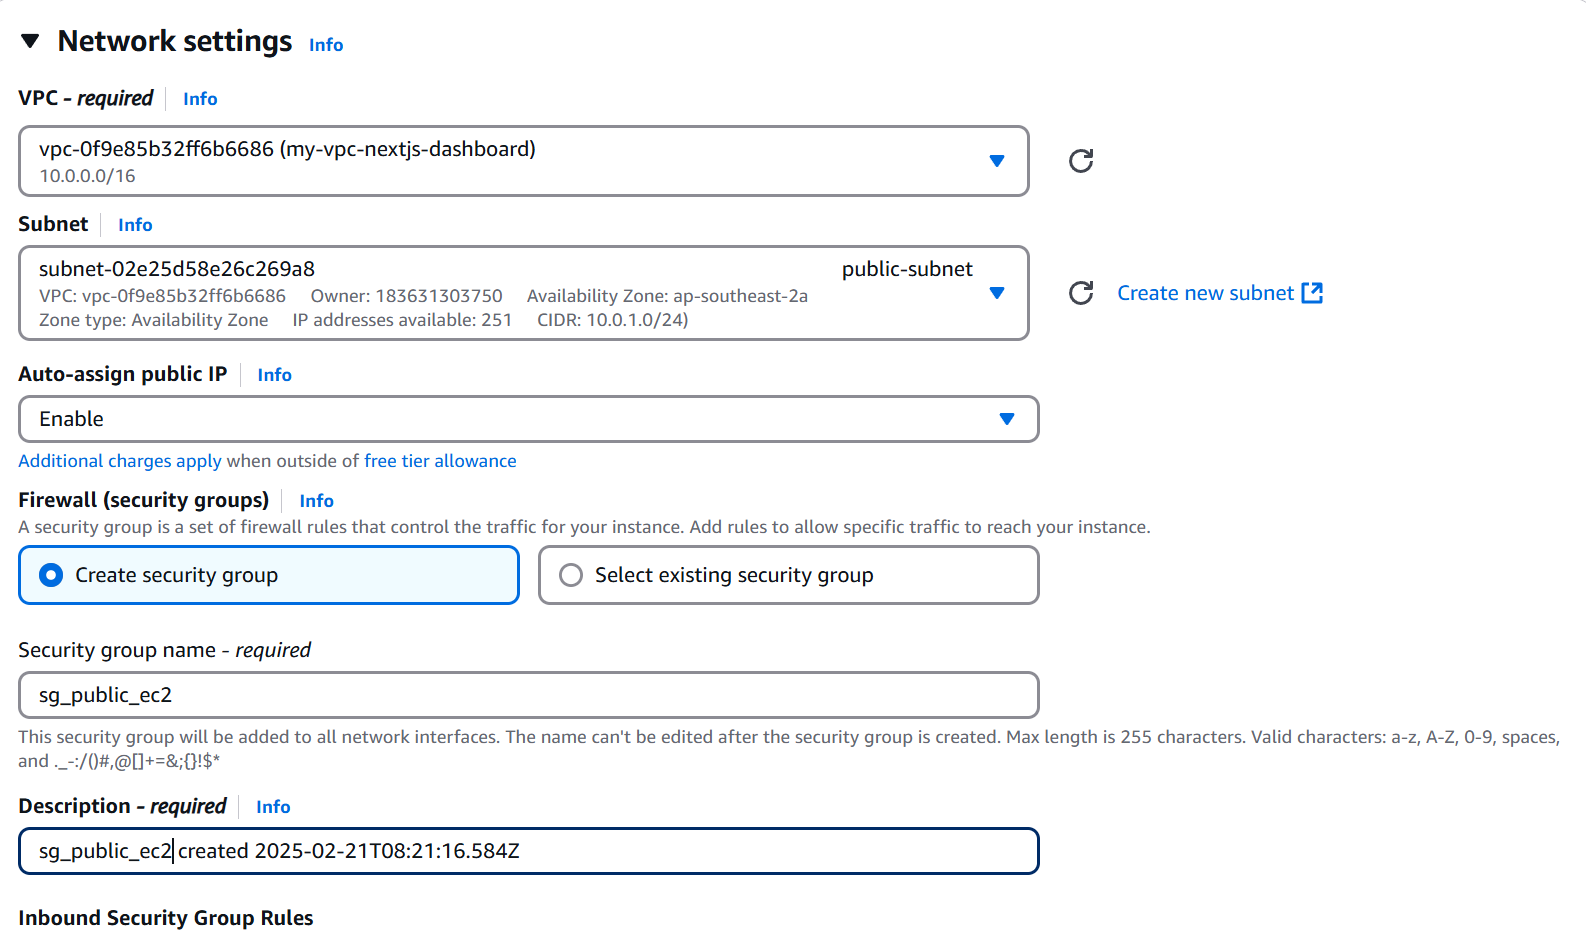 Network settings Info
VPC - required Info
vpc-0f9e85b32ff6b6686 (my-vpc-nextjs-dashboard)
10.0.0.0/16
Subnet Info
subnet-02e25d58e26c269a8 public-subnet
VPC: vpc-0f9e85b32ff6b6686 Owner: 183631303750 Availability Zone: ap-southeast-2a
Zone type: Availability Zone IP addresses available: 251 CIDR: 10.0.1.0/24)
Create new subnet
Auto-assign public IP Info
Enable
Additional charges apply when outside of free tier allowance
Firewall (security groups) Info
A security group is a set of firewall rules that control the traffic for your instance. Add rules to allow specific traffic to reach your instance.
Create security group
Select existing security group
Security group name - required
sg_public_ec2
This security group will be added to all network interfaces. The name can't be edited after the security group is created. Max length is 255 characters. Valid characters: a-z, A-Z, 0-9, spaces,
and ._-:/()#,@[]+=&;{}!$*
Description - required Info
sg_public_ec2 created 2025-02-21T08:21:16.584Z
Inbound Security Group Rules